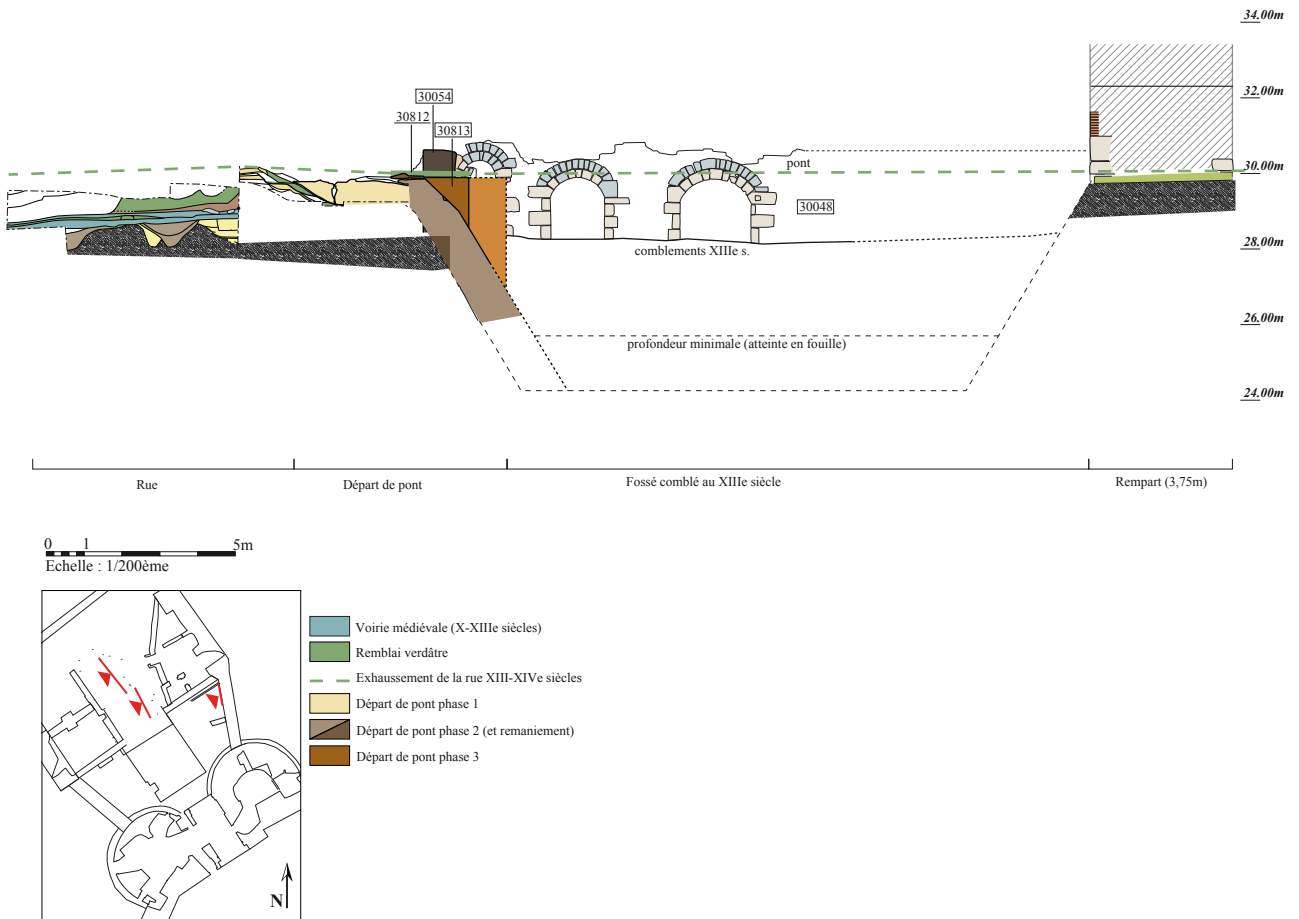 34.00m
32.00m
30054
30812
30813
pont
30.00m
30048
28.00m
comblements XIIIe s.
26.00m
profondeur minimale (atteinte en fouille)
24.00m
Rue
Départ de pont
Fossé comblé au XIIIe siècle
Rempart (3,75m)
0 1 5m
Echelle : 1/200ème
Voirie médiévale (X-XIIIe siècles)
Remblai verdâtre
Exhaussement de la rue XIII-XIVe siècles
Départ de pont phase 1
Départ de pont phase 2 (et remaniement)
Départ de pont phase 3
N